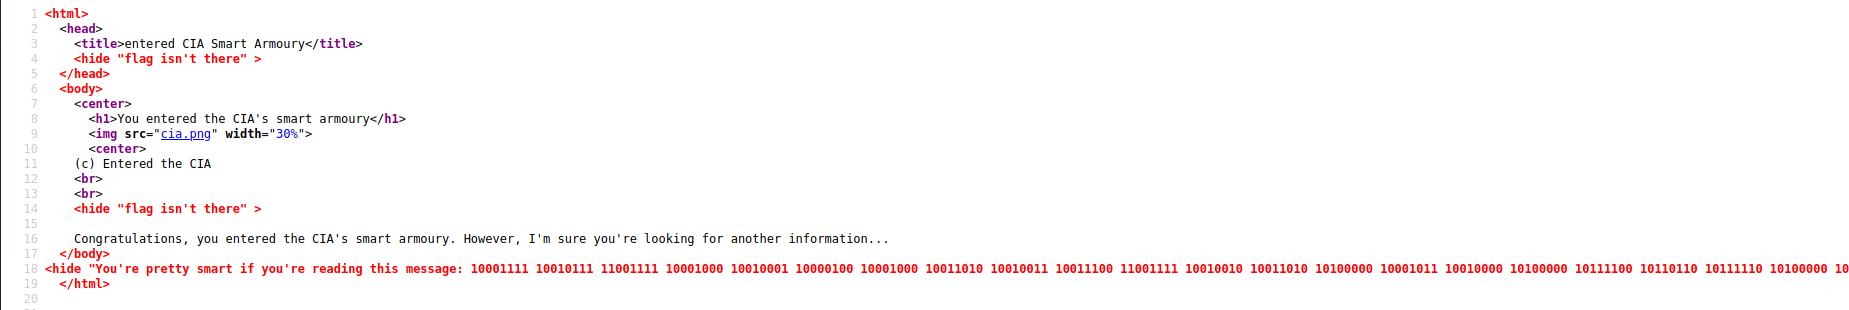 1 <html>
2 <head>
3 <title>entered CIA Smart Armoury</title>
4 <hide "flag isn't there" >
5 </head>
6 <body>
7 <center>
8 <h1>You entered the CIA's smart armoury</h1>
9 <img src="cia.png" width="30%">
10 <center>
11 (c) Entered the CIA
12 <br>
13 <br>
14 <hide "flag isn't there" >
15
16 Congratulations, you entered the CIA's smart armoury. However, I'm sure you're looking for another information...
17 </body>
18 <hide "You're pretty smart if you're reading this message: 10001111 10010111 11001111 10001000 10010001 10000100 10001000 10011010 10010011 10011100 11001111 10010010 10011010 10100000 10001011 10010000 10100000 10111100 10110110 10111110 10100000 10
19 </html>
20